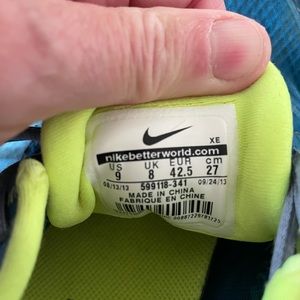 XE
nikebetterworld.com
US UK EUR cm
9 8 42.5 27
08/13/13 599118-341 09/24/13
MADE IN CHINA
FABRIQUE EN CHINE